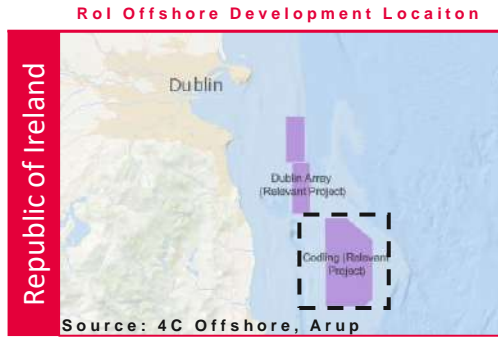 RoI Offshore Development Locaiton
Republic of Ireland
Dublin
Dublin Array
(Relevant Project)
Codling (Relevant
Project)
Source: 4C Offshore, Arup